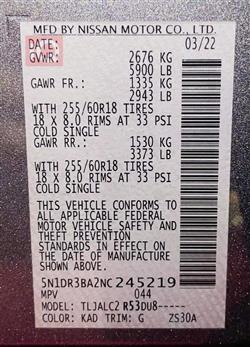 MFD BY NISSAN MOTOR CO., LTD.
DATE: 03/22
GVWR: 2676 KG
5900 LB
GAWR FR.: 1335 KG
2943 LB
WITH 255/60R18 TIRES
18 X 8.0 RIMS AT 33 PSI
COLD SINGLE
GAWR RR.: 1530 KG
3373 LB
WITH 255/60R18 TIRES
18 X 8.0 RIMS AT 33 PSI
COLD SINGLE
THIS VEHICLE CONFORMS TO
ALL APPLICABLE FEDERAL
MOTOR VEHICLE SAFETY AND
THEFT PREVENTION
STANDARDS IN EFFECT ON
THE DATE OF MANUFACTURE
SHOWN ABOVE.
5N1DR3BA2NC245219
MPV 044
MODEL: TLJALC2 R53DU8-----
COLOR: KAD TRIM: G ZS30A